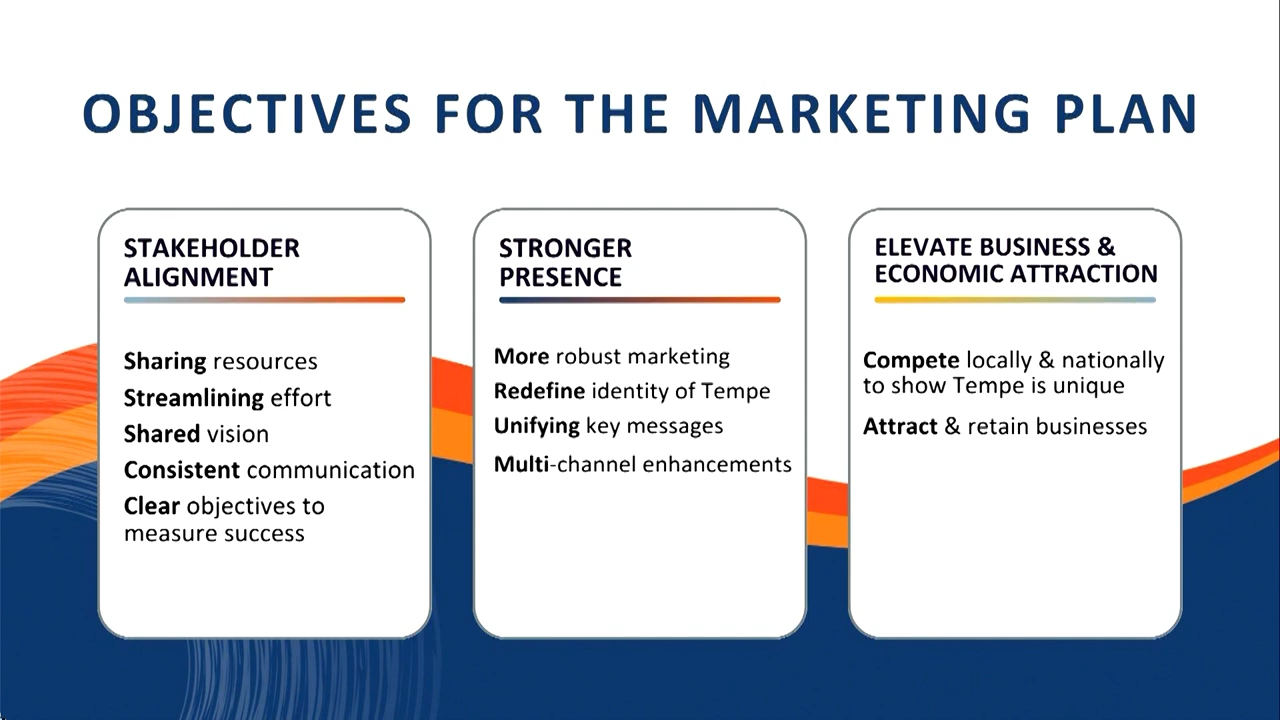 OBJECTIVES FOR THE MARKETING PLAN
STAKEHOLDER
ALIGNMENT
Sharing resources
Streamlining effort
Shared vision
Consistent communication
Clear objectives to
measure success
STRONGER
PRESENCE
More robust marketing
Redefine identity of Tempe
Unifying key messages
Multi-channel enhancements
ELEVATE BUSINESS &
ECONOMIC ATTRACTION
Compete locally & nationally
to show Tempe is unique
Attract & retain businesses